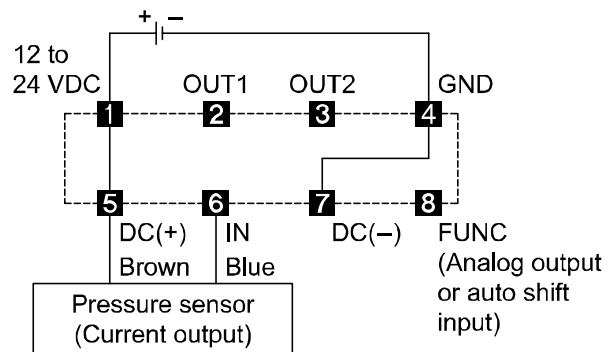 + −
12 to
24 VDC
OUT1
OUT2
GND
1
2
3
4
5
6
7
8
DC(+)
IN
DC(−)
FUNC
Brown
Blue
(Analog output
or auto shift
input)
Pressure sensor
(Current output)